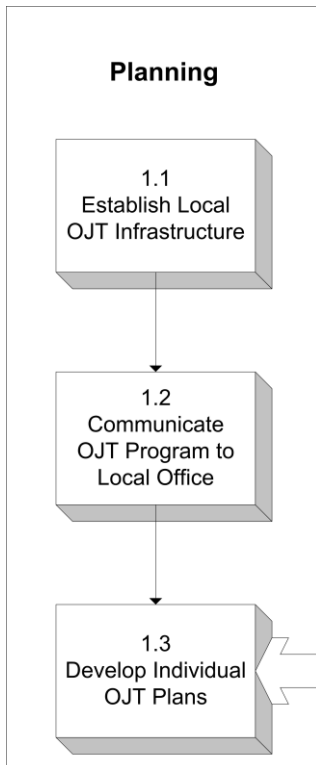 Planning
1.1
Establish Local
OJT Infrastructure
1.2
Communicate
OJT Program to
Local Office
1.3
Develop Individual
OJT Plans